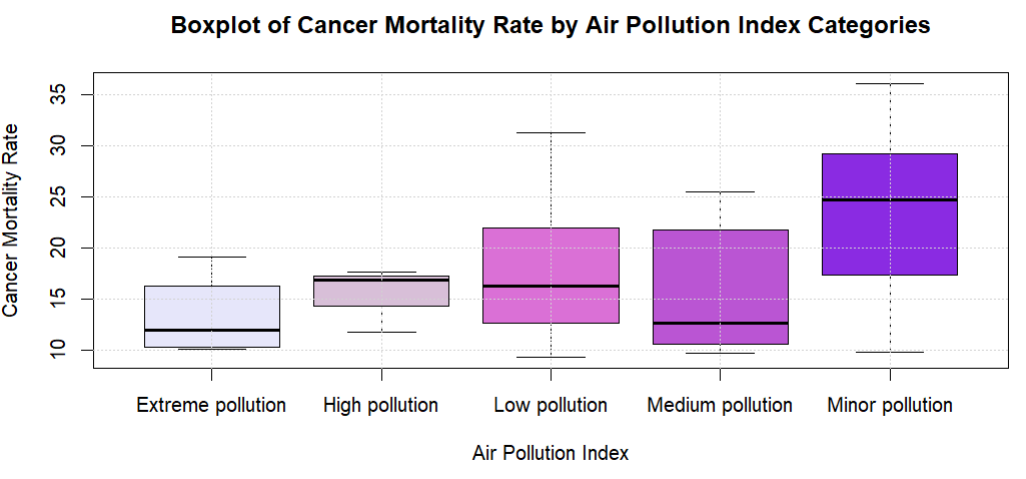 Boxplot of Cancer Mortality Rate by Air Pollution Index Categories
Cancer Mortality Rate
35
30
25
20
15
10
Extreme pollution High pollution Low pollution Medium pollution Minor pollution
Air Pollution Index